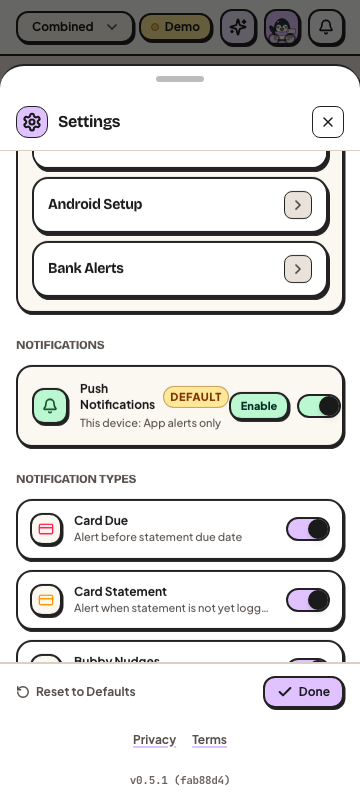 Combined
Demo
Settings
Android Setup
Bank Alerts
NOTIFICATIONS
Push
Notifications
DEFAULT
Enable
This device: App alerts only
NOTIFICATION TYPES
Card Due
Alert before statement due date
Card Statement
Alert when statement is not yet logg...
Bubby Nudges
Reset to Defaults
Done
Privacy
Terms
v0.5.1 (fab88d4)